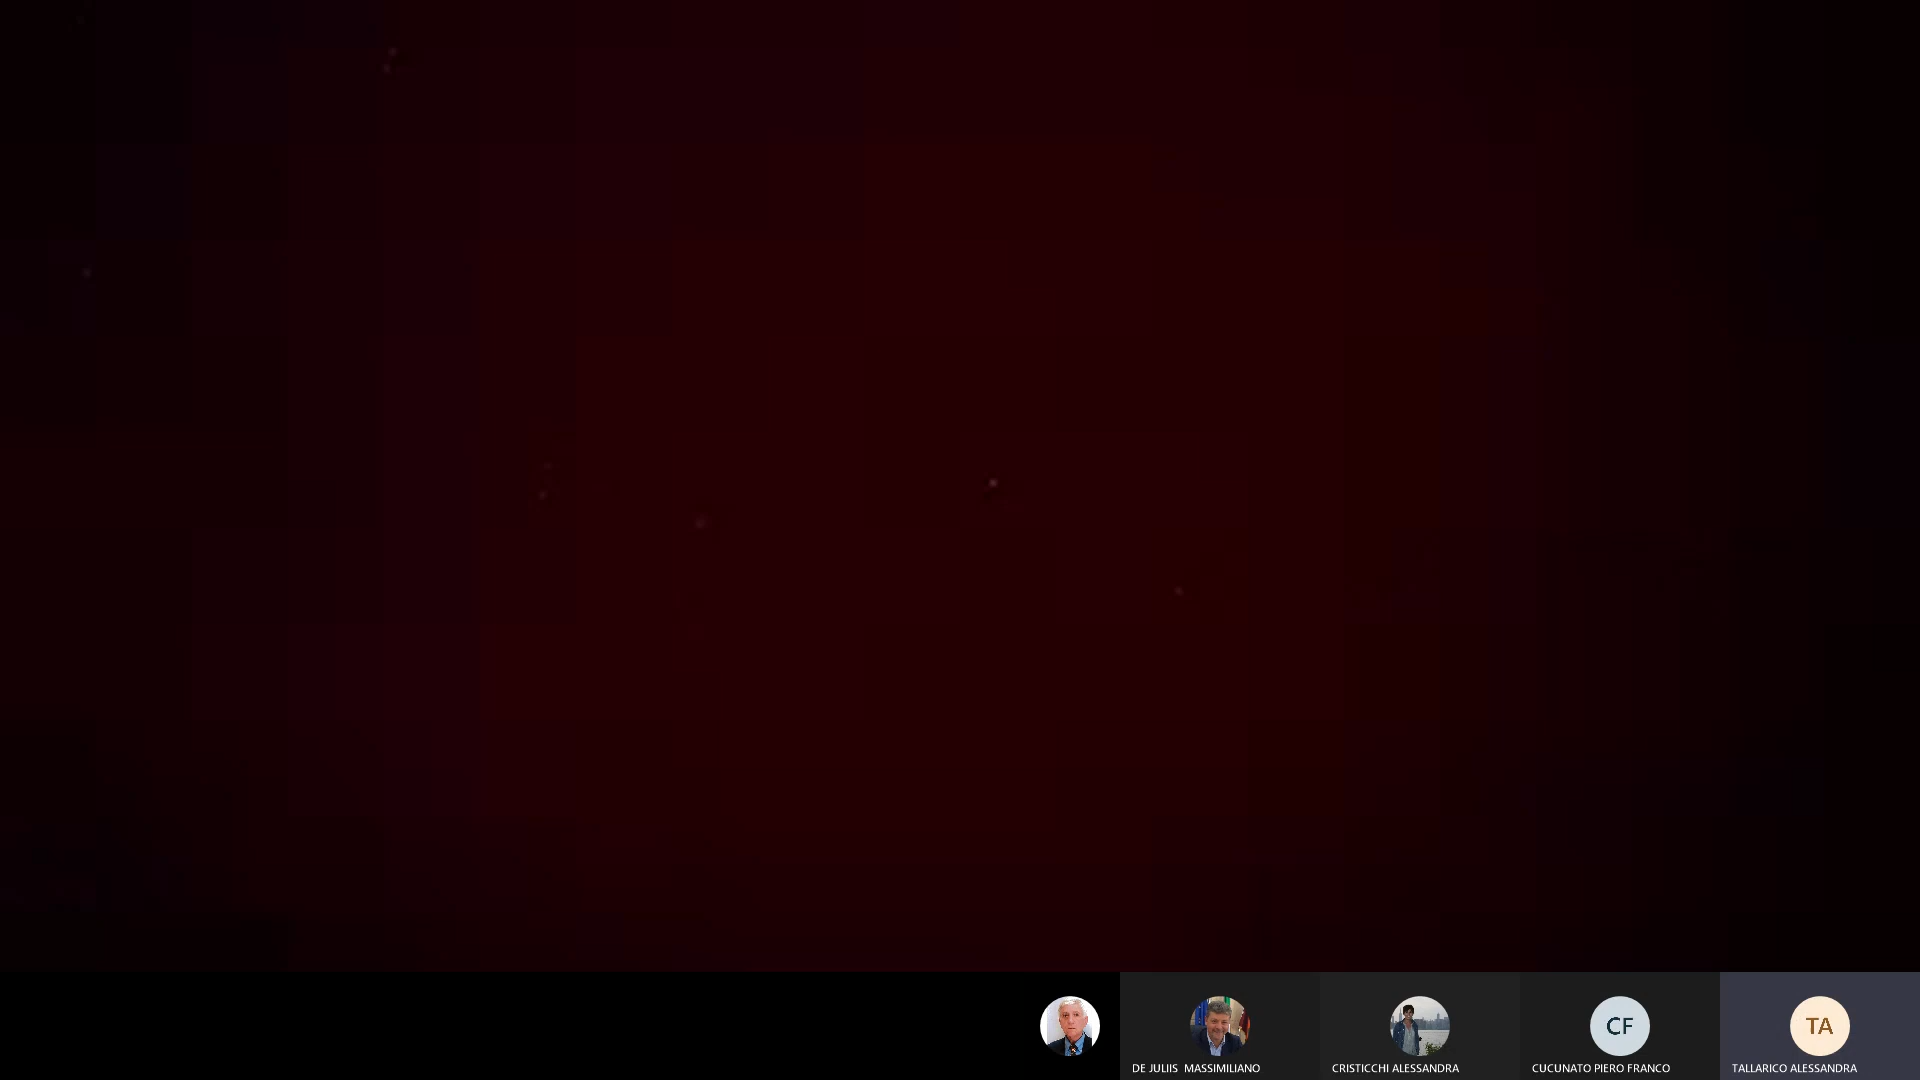 CF
TA
DE JULIIS  MASSIMILIANO
CRISTICCHI ALESSANDRA
CUCUNATO PIERO FRANCO
TALLARICO ALESSANDRA